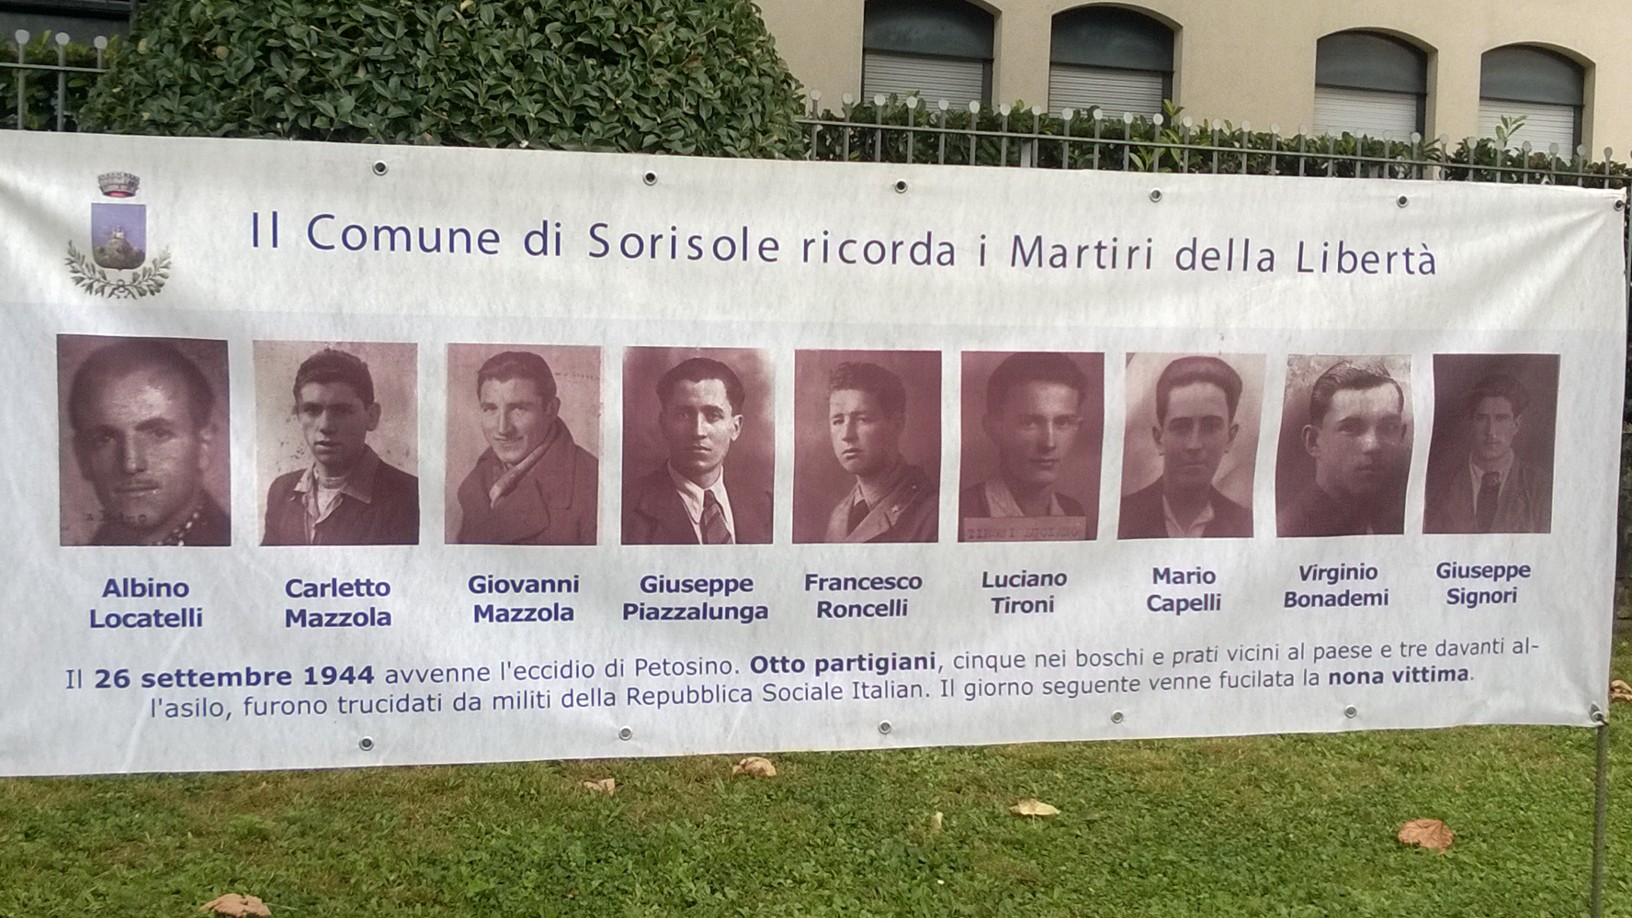 Il Comune di Sorisole ricorda i Martiri della Libertà
TIRONI LUCIANO
Albino
Locatelli
Carletto
Mazzola
Giovanni
Mazzola
Giuseppe
Piazzalunga
Francesco
Roncelli
Luciano
Tironi
Mario
Capelli
Virginio
Bonademi
Giuseppe
Signori
Il 26 settembre 1944 avvenne l'eccidio di Petosino. Otto partigiani, cinque nei boschi e prati vicini al paese e tre davanti al-
l'asilo, furono trucidati da militi della Repubblica Sociale Italian. Il giorno seguente venne fucilata la nona vittima.